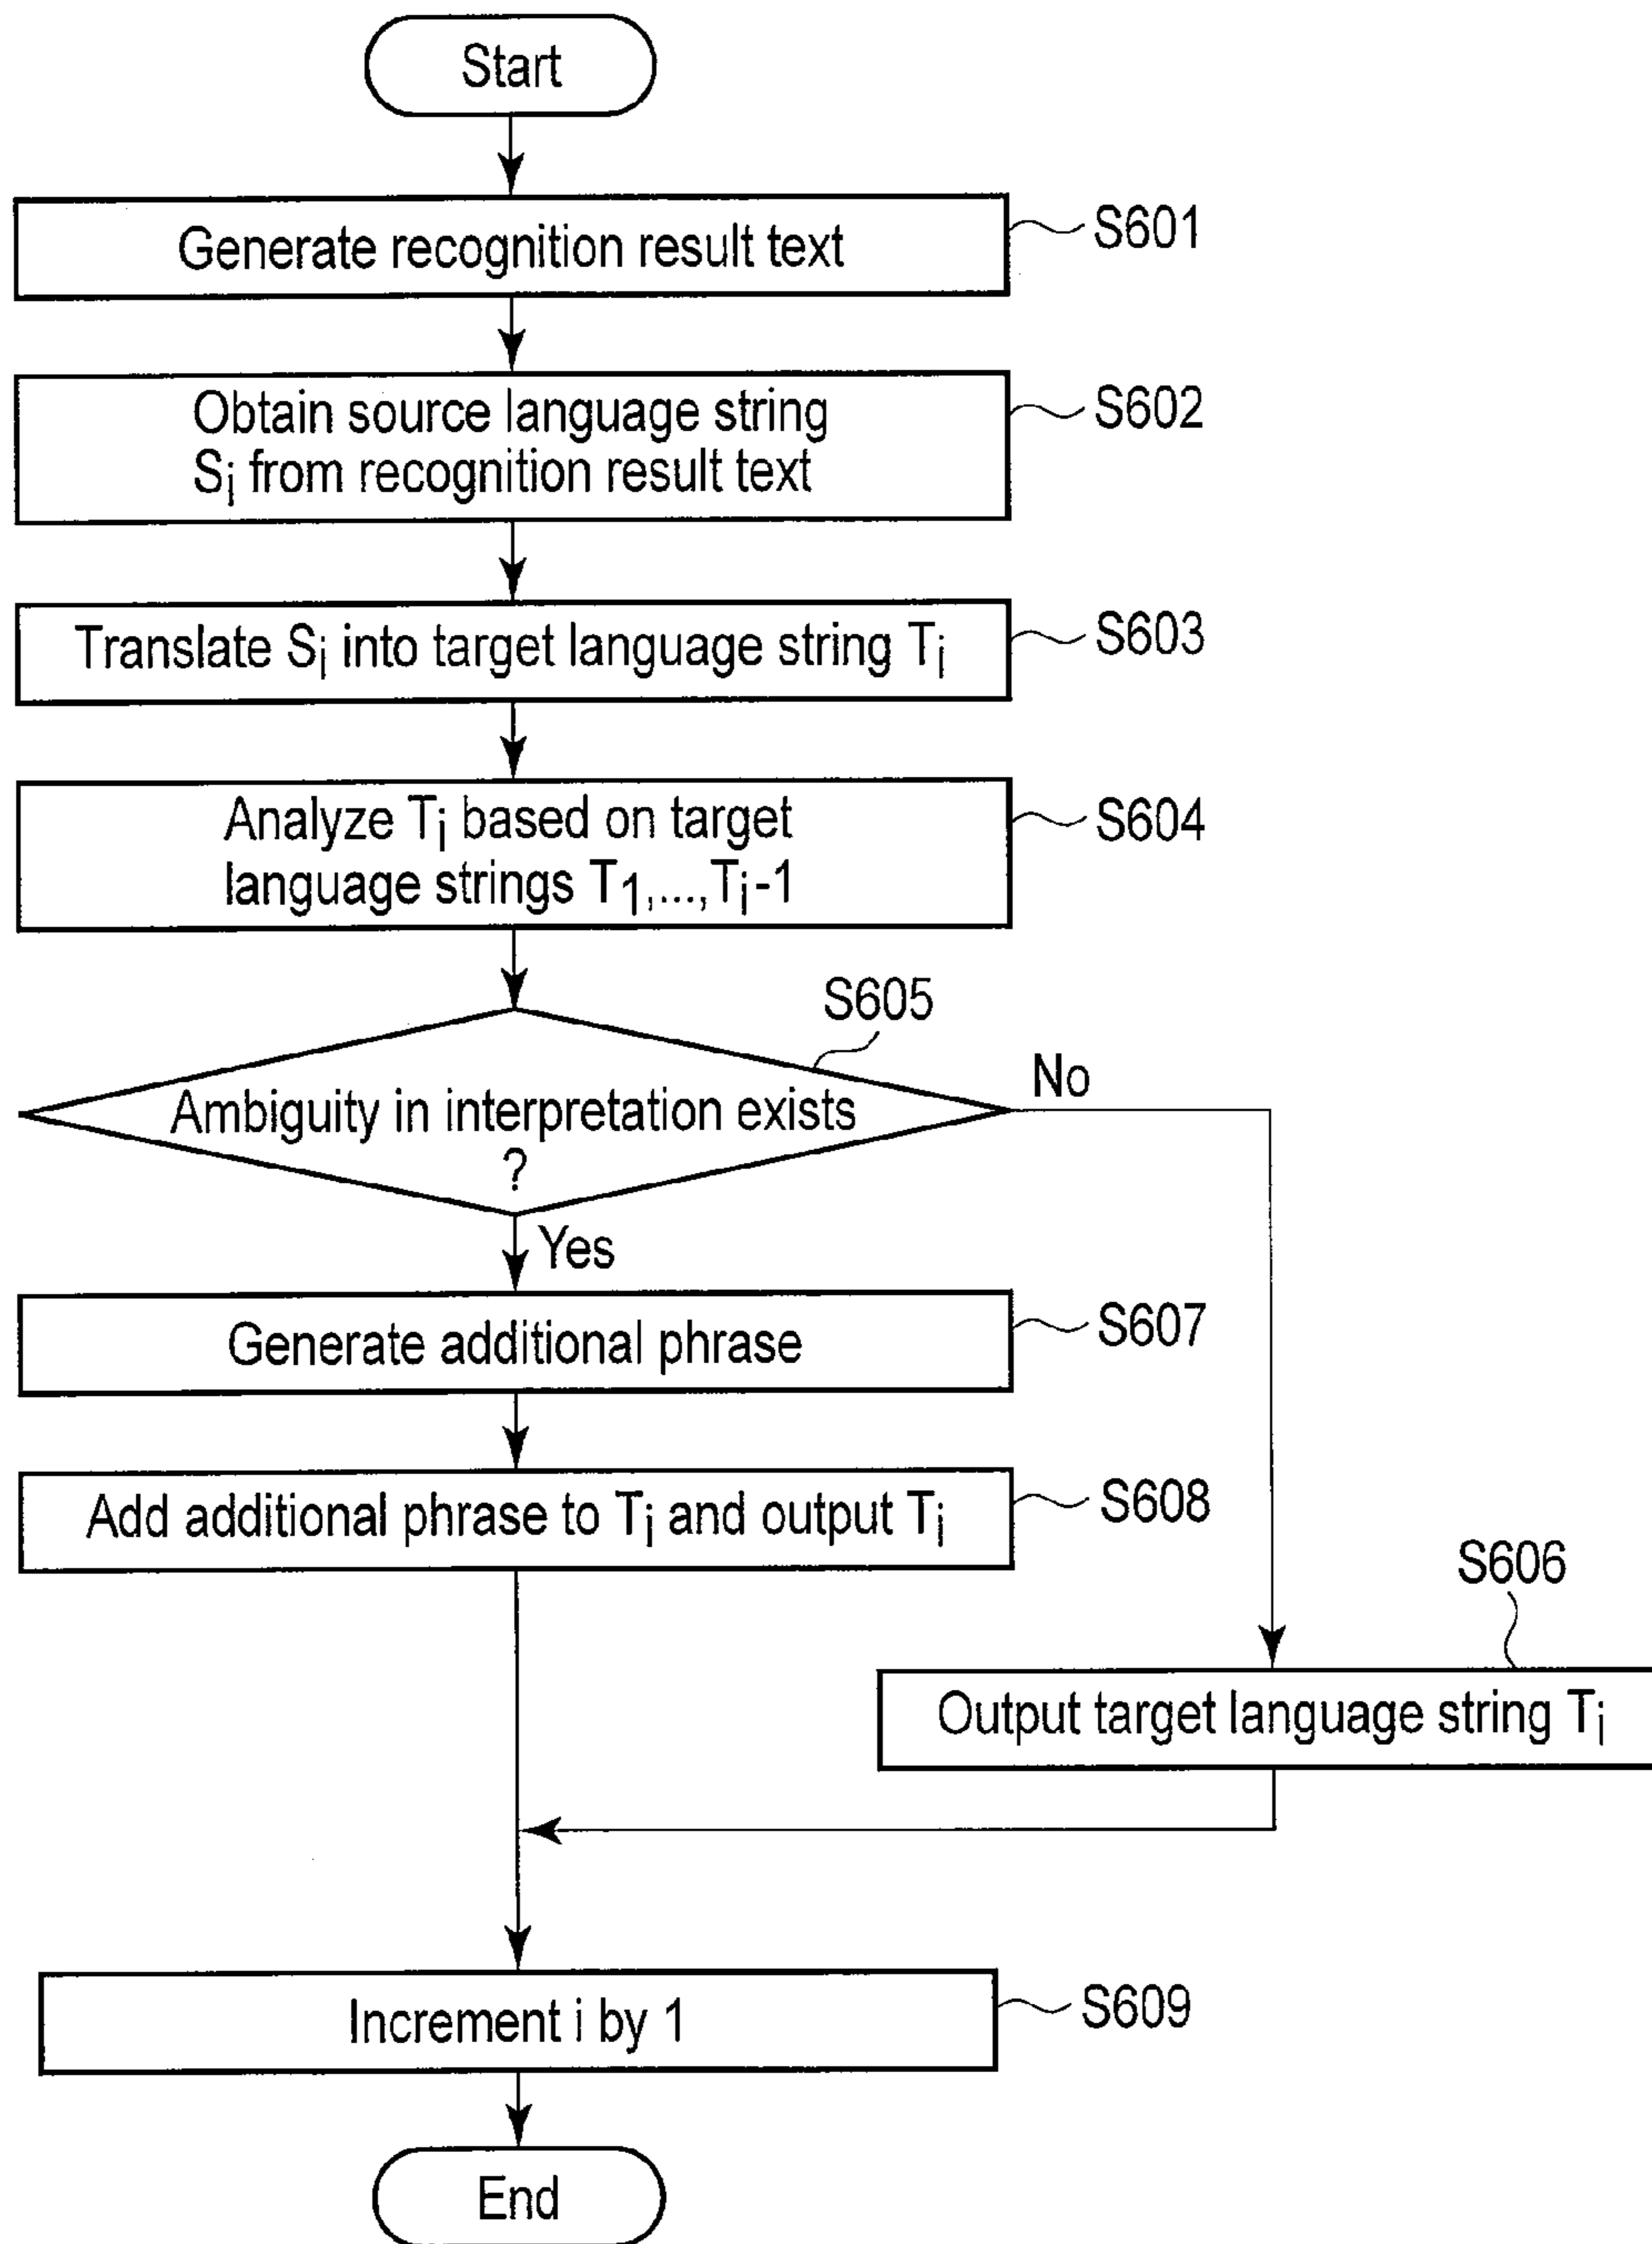 Start
Generate recognition result text
S601
Obtain source language string
Si from recognition result text
S602
Translate Si into target language string Ti
S603
Analyze Ti based on target
language strings T1,...,Ti-1
S604
S605
Ambiguity in interpretation exists
?
No
Yes
Generate additional phrase
S607
Add additional phrase to Ti and output Ti
S608
S606
Output target language string Ti
Increment i by 1
S609
End